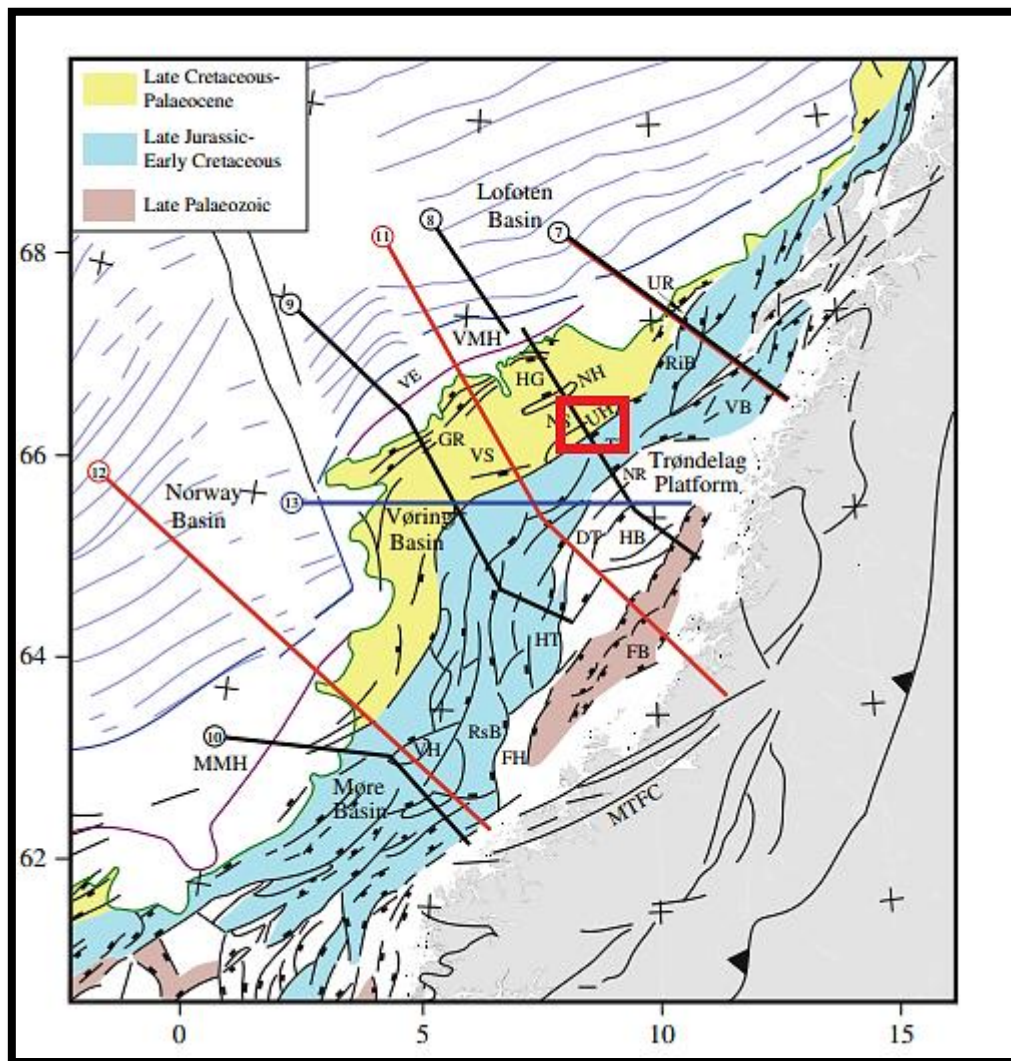 Late Cretaceous-
Palaeocene
Late Jurassic-
Early Cretaceous
Late Palaeozoic
Lofoten
Basin
8
11
7
68
UR
9
VMH
RiB
HG
NH
VE
VB
NS
UH
66
GR
VS
T
Trøndelag
Platform
NR
12
Norway
Basin
13
Vøring
Basin
DT
HB
HT
64
FB
RsB
10
VH
FH
MMH
Møre
Basin
MTFC
62
0
5
10
15